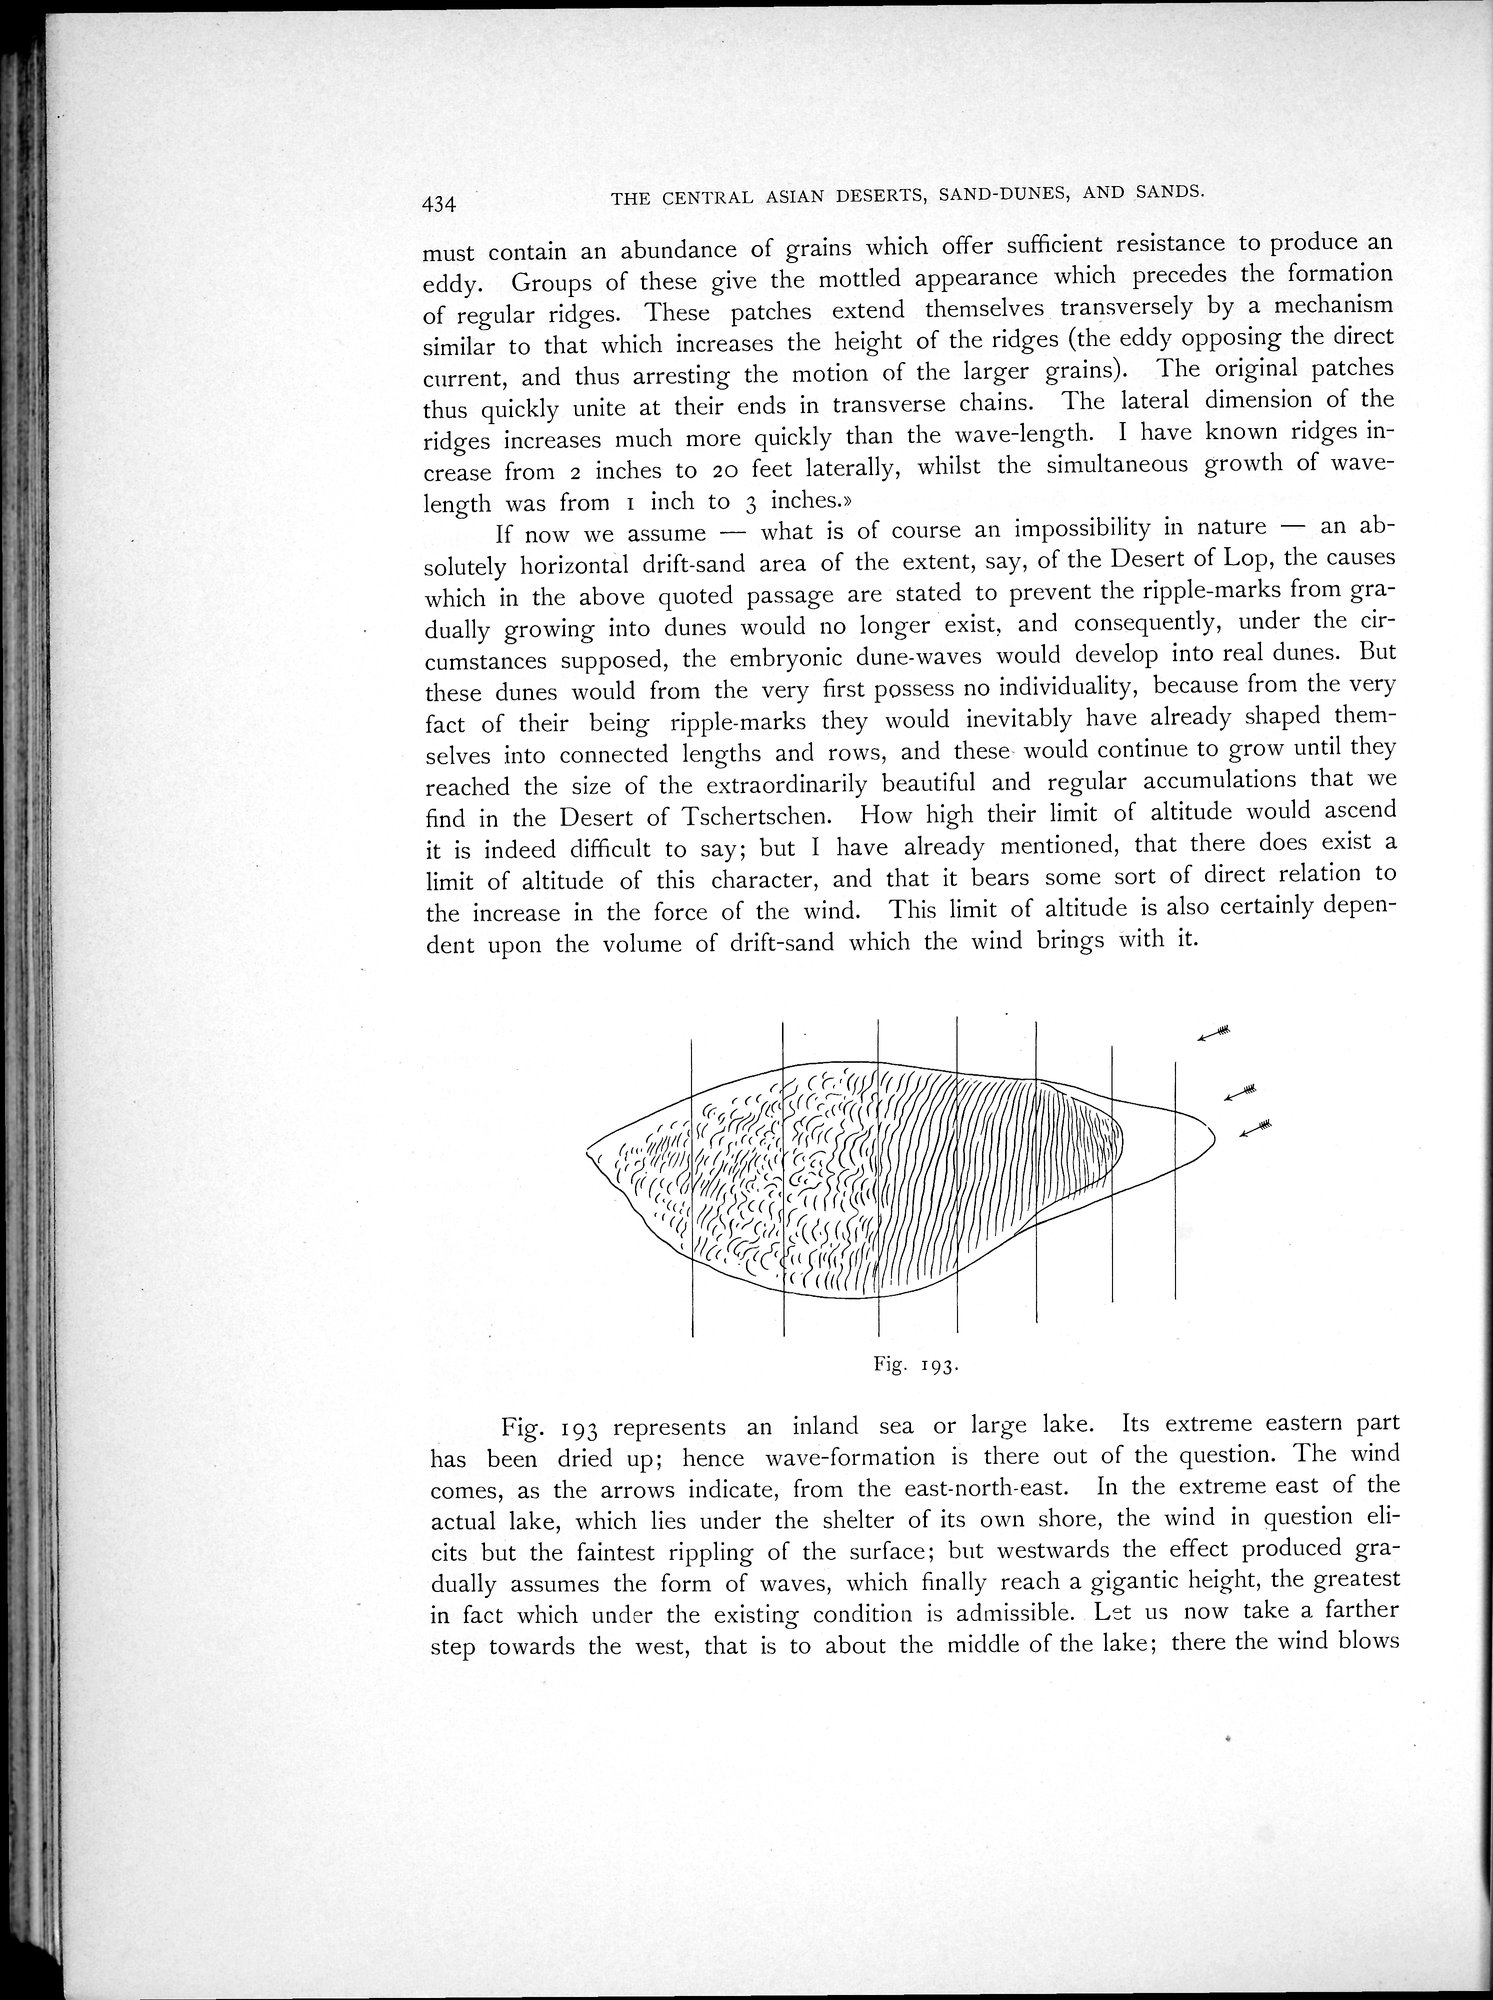 434 THE CENTRAL ASIAN DESERTS, SAND-DUNES, AND SANDS.
must contain an abundance of grains which offer sufficient resistance to produce an
eddy. Groups of these give the mottled appearance which precedes the formation
of regular ridges. These patches extend themselves transversely by a mechanism
similar to that which increases the height of the ridges (the eddy opposing the direct
current, and thus arresting the motion of the larger grains). The original patches
thus quickly unite at their ends in transverse chains. The lateral dimension of the
ridges increases much more quickly than the wave-length. I have known ridges in-
crease from 2 inches to 20 feet laterally, whilst the simultaneous growth of wave-
length was from 1 inch to 3 inches.»
If now we assume — what is of course an impossibility in nature — an ab-
solutely horizontal drift-sand area of the extent, say, of the Desert of Lop, the causes
which in the above quoted passage are stated to prevent the ripple-marks from gra-
dually growing into dunes would no longer exist, and consequently, under the cir-
cumstances supposed, the embryonic dune-waves would develop into real dunes. But
these dunes would from the very first possess no individuality, because from the very
fact of their being ripple-marks they would inevitably have already shaped them-
selves into connected lengths and rows, and these would continue to grow until they
reached the size of the extraordinarily beautiful and regular accumulations that we
find in the Desert of Tschertschen. How high their limit of altitude would ascend
it is indeed difficult to say; but I have already mentioned, that there does exist a
limit of altitude of this character, and that it bears some sort of direct relation to
the increase in the force of the wind. This limit of altitude is also certainly depen-
dent upon the volume of drift-sand which the wind brings with it.
Fig. 193.
Fig. 193 represents an inland sea or large lake. Its extreme eastern part
has been dried up; hence wave-formation is there out of the question. The wind
comes, as the arrows indicate, from the east-north-east. In the extreme east of the
actual lake, which lies under the shelter of its own shore, the wind in question eli-
cits but the faintest rippling of the surface; but westwards the effect produced gra-
dually assumes the form of waves, which finally reach a gigantic height, the greatest
in fact which under the existing condition is admissible. Let us now take a farther
step towards the west, that is to about the middle of the lake; there the wind blows